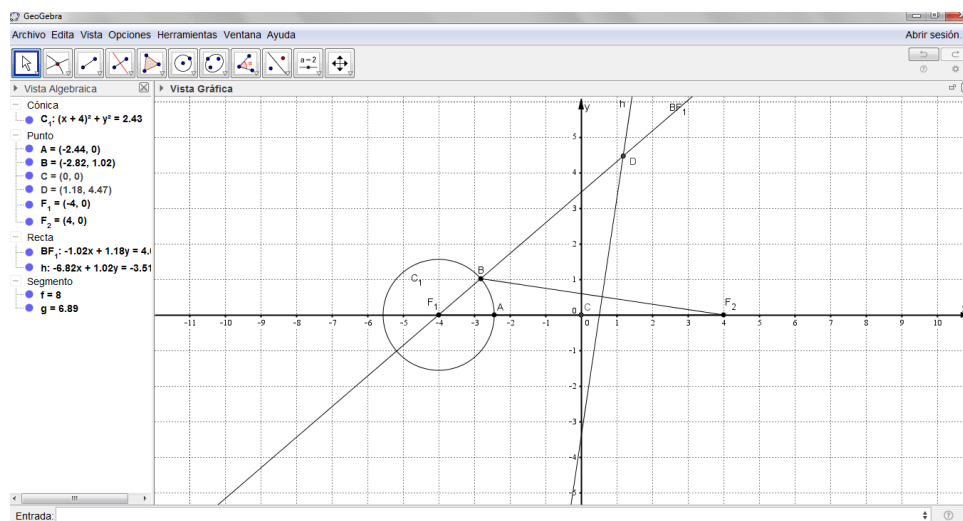 GeoGebra
Archivo Edita Vista Opciones Herramientas Ventana Ayuda
Abrir sesión.
a=2
Vista Algebraica
Vista Gráfica
Cónica
C₁: (x + 4)² + y² = 2.43
Punto
A = (-2.44, 0)
B = (-2.82, 1.02)
C = (0, 0)
D = (1.18, 4.47)
F₁ = (-4, 0)
F₂ = (4, 0)
Recta
BF₁: -1.02x + 1.18y = 4.
h: -6.82x + 1.02y = -3.51
Segmento
f = 8
g = 6.89
y
h
BF₁
D
5
4
3
2
1
0
-1
-2
-3
-4
-5
C₁
B
F₁
A
C
F₂
-11 -10 -9 -8 -7 -6 -5 -4 -3 -2 -1 0 1 2 3 4 5 6 7 8 9 10
Entrada: